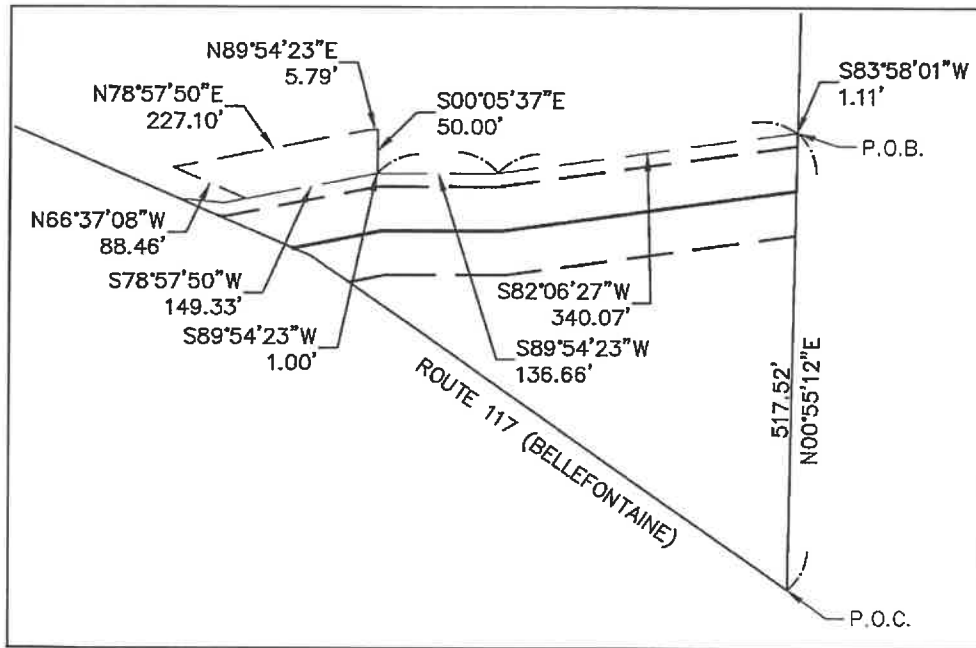 N89°54'23"E
5.79'
N78°57'50"E
227.10'
S00°05'37"E
50.00'
S83°58'01"W
1.11'
P.O.B.
N66°37'08"W
88.46'
S78°57'50"W
149.33'
S89°54'23"W
1.00'
S82°06'27"W
340.07'
S89°54'23"W
136.66'
ROUTE 117 (BELLEFONTAINE)
517.52'
N00°55'12"E
P.O.C.